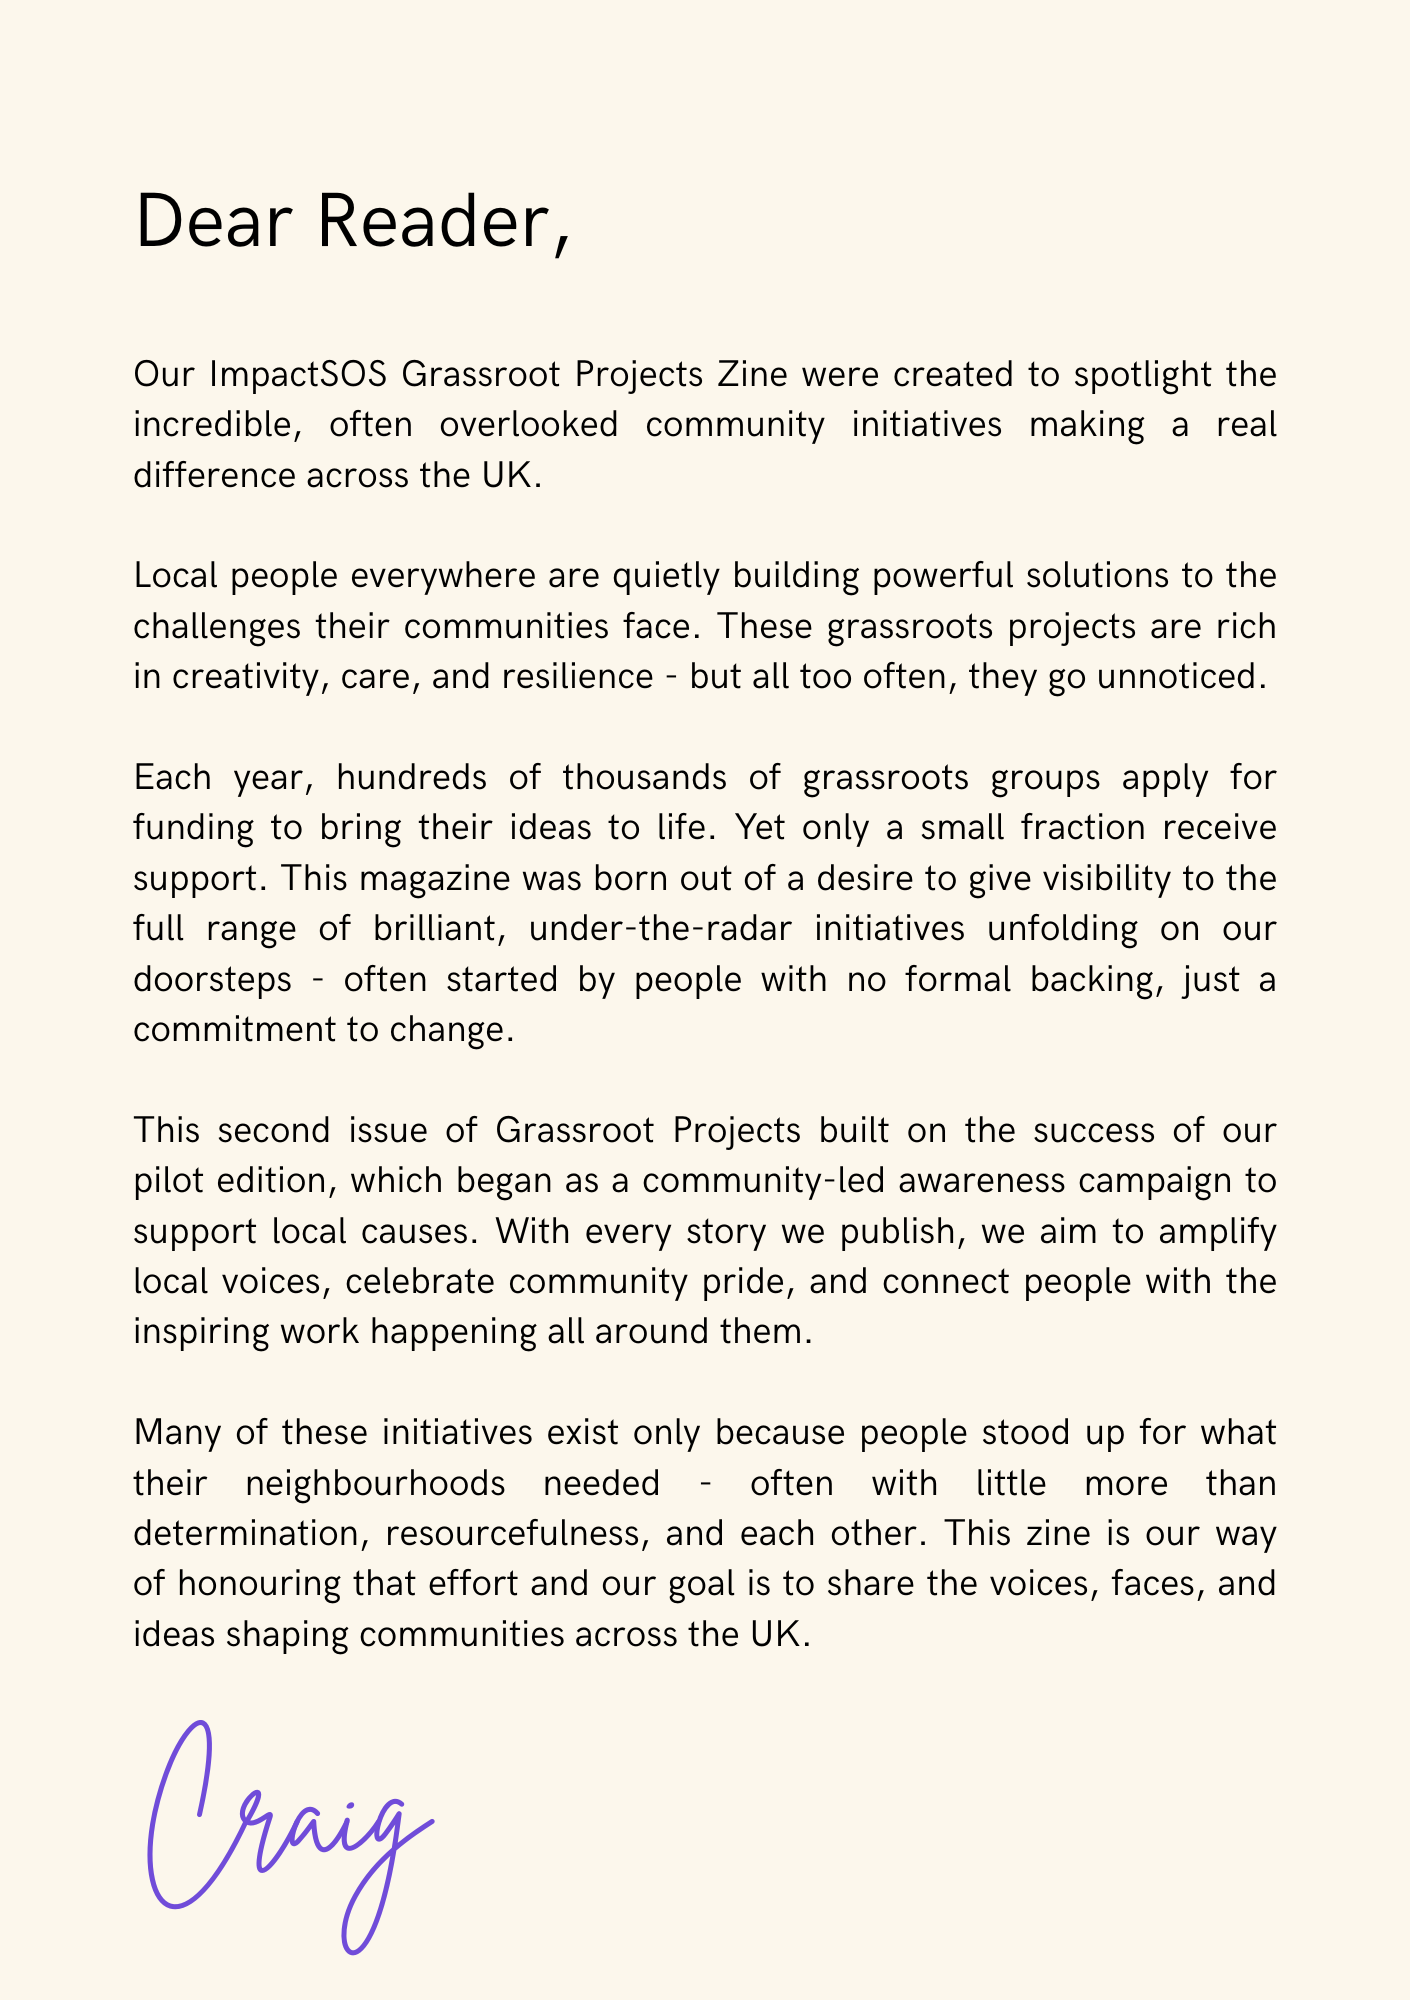 Dear Reader,
Our ImpactSOS Grassroot Projects Zine were created to spotlight the
incredible, often overlooked community initiatives making a real
difference across the UK.
Local people everywhere are quietly building powerful solutions to the
challenges their communities face. These grassroots projects are rich
in creativity, care, and resilience - but all too often, they go unnoticed.
Each year, hundreds of thousands of grassroots groups apply for
funding to bring their ideas to life. Yet only a small fraction receive
support. This magazine was born out of a desire to give visibility to the
full range of brilliant, under-the-radar initiatives unfolding on our
doorsteps - often started by people with no formal backing, just a
commitment to change.
This second issue of Grassroot Projects built on the success of our
pilot edition, which began as a community-led awareness campaign to
support local causes. With every story we publish, we aim to amplify
local voices, celebrate community pride, and connect people with the
inspiring work happening all around them.
Many of these initiatives exist only because people stood up for what
their neighbourhoods needed - often with little more than
determination, resourcefulness, and each other. This zine is our way
of honouring that effort and our goal is to share the voices, faces, and
ideas shaping communities across the UK.
Craig